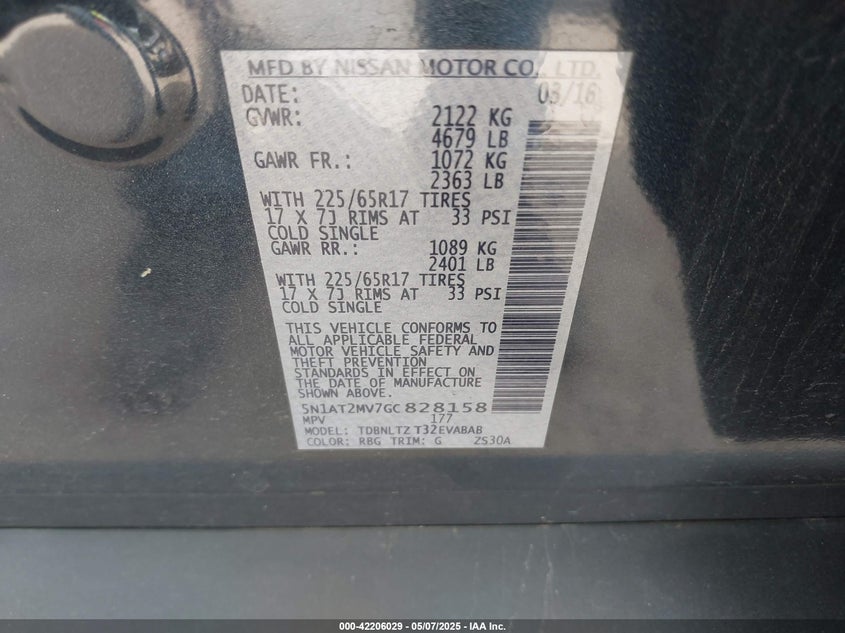 MFD BY NISSAN MOTOR CO., LTD.
DATE: 03/16
GVWR: 2122 KG
4679 LB
GAWR FR.: 1072 KG
2363 LB
WITH 225/65R17 TIRES
17 X 7J RIMS AT 33 PSI
COLD SINGLE
GAWR RR.: 1089 KG
2401 LB
WITH 225/65R17 TIRES
17 X 7J RIMS AT 33 PSI
COLD SINGLE
THIS VEHICLE CONFORMS TO
ALL APPLICABLE FEDERAL
MOTOR VEHICLE SAFETY AND
THEFT PREVENTION
STANDARDS IN EFFECT ON
THE DATE OF MANUFACTURE
SHOWN ABOVE.
5N1AT2MV7GC828158
MPV 177
MODEL: TDBNLTZ T32EVABAB
COLOR: RBG TRIM: G ZS30A
000-42206029 - 05/07/2025 - IAA Inc.